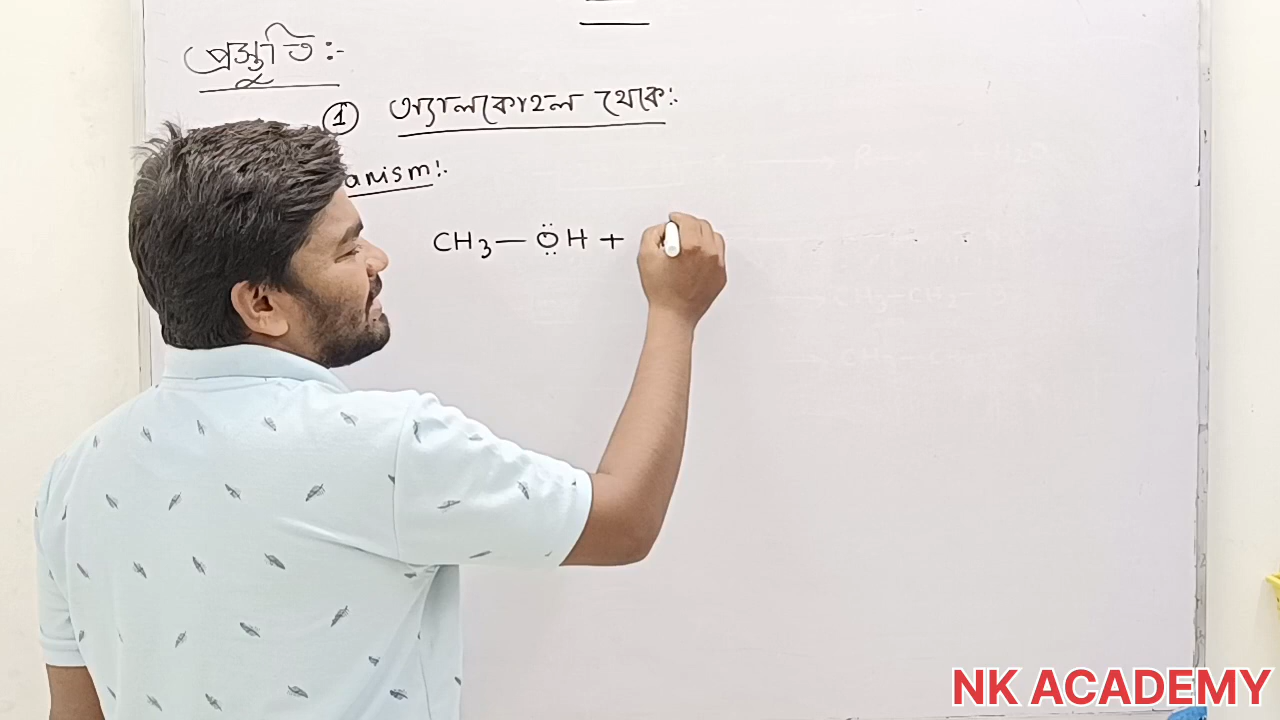 প্রস্তুতি :-
① অ্যালকোহল থেকে:
anism:
CH3 — ÖH +
NK ACADEMY